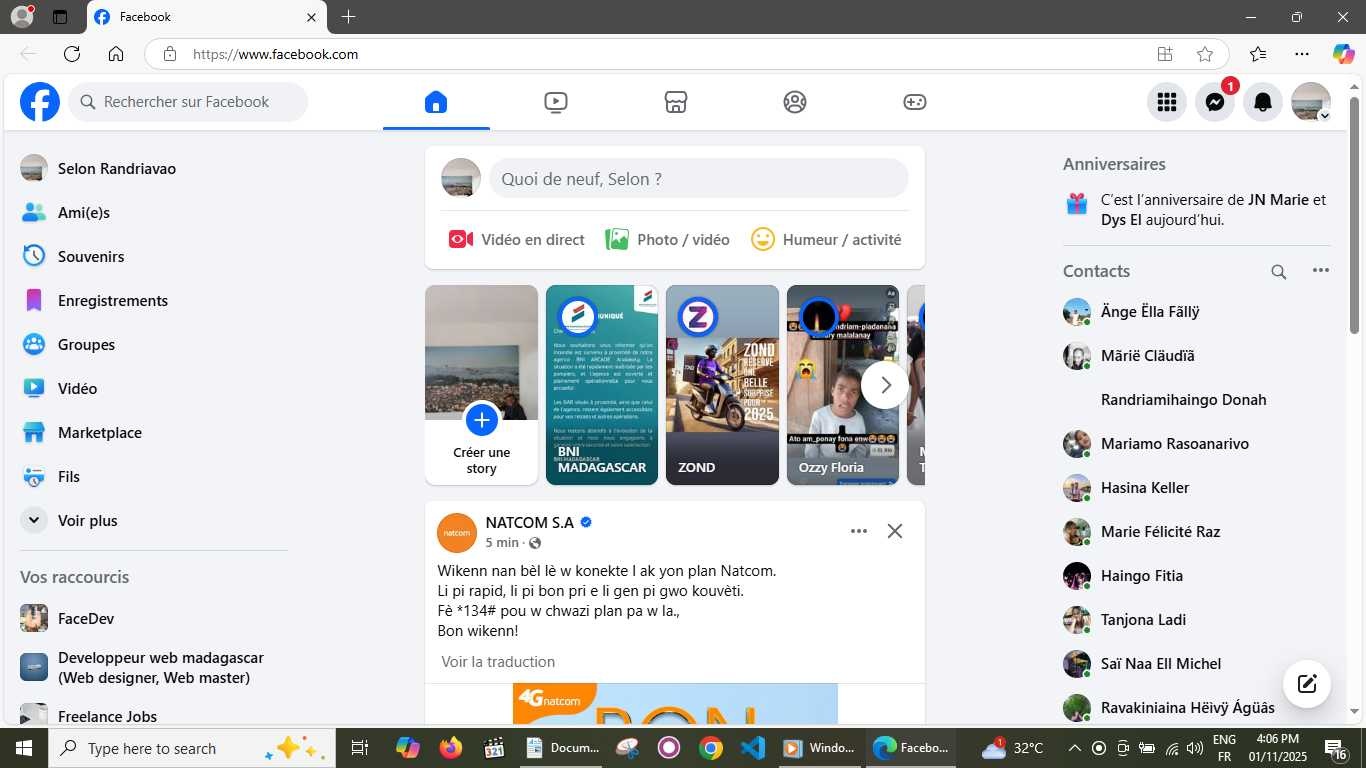 Facebook
https://www.facebook.com
Rechercher sur Facebook
1
Selon Randriavao
Ami(e)s
Souvenirs
Enregistrements
Groupes
Vidéo
Marketplace
Fils
Voir plus
Vos raccourcis
FaceDev
Developpeur web madagascar
(Web designer, Web master)
Freelance Jobs
Quoi de neuf, Selon ?
Vidéo en direct
Photo / vidéo
Humeur / activité
Créer une
story
BNI
MADAGASCAR
Z
ZOND
RÉSERVE
UNE
BELLE
SURPRISE
POUR
2025
ZOND
Ato am_ponay fona enw
Ozzy Floria
natcom
NATCOM S.A
5 min ·
Wikenn nan bèl lè w konekte l ak yon plan Natcom.
Li pi rapid, li pi bon pri e li gen pi gwo kouvèti.
Fè *134# pou w chwazi plan pa w la.,
Bon wikenn!
Voir la traduction
4G natcom
BON
Anniversaires
C'est l'anniversaire de JN Marie et
Dys El aujourd'hui.
Contacts
Änge Ëlla Fãllÿ
Mãrië Cläudïã
Randriamihaingo Donah
Mariamo Rasoanarivo
Hasina Keller
Marie Félicité Raz
Haingo Fitia
Tanjona Ladi
Saï Naa Ell Michel
Ravakiniaina Hëivÿ Ágüâs
Type here to search
321
Docum...
Windo...
Facebo...
1
32°C
ENG
FR
4:06 PM
01/11/2025
16